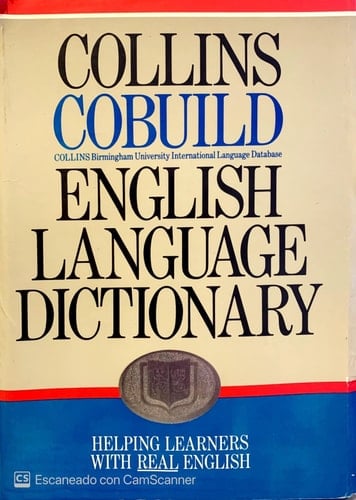 COLLINS
COBUILD
COLLINS Birmingham University International Language Database
ENGLISH
LANGUAGE
DICTIONARY
HELPING LEARNERS
WITH REAL ENGLISH
CS Escaneado con CamScanner